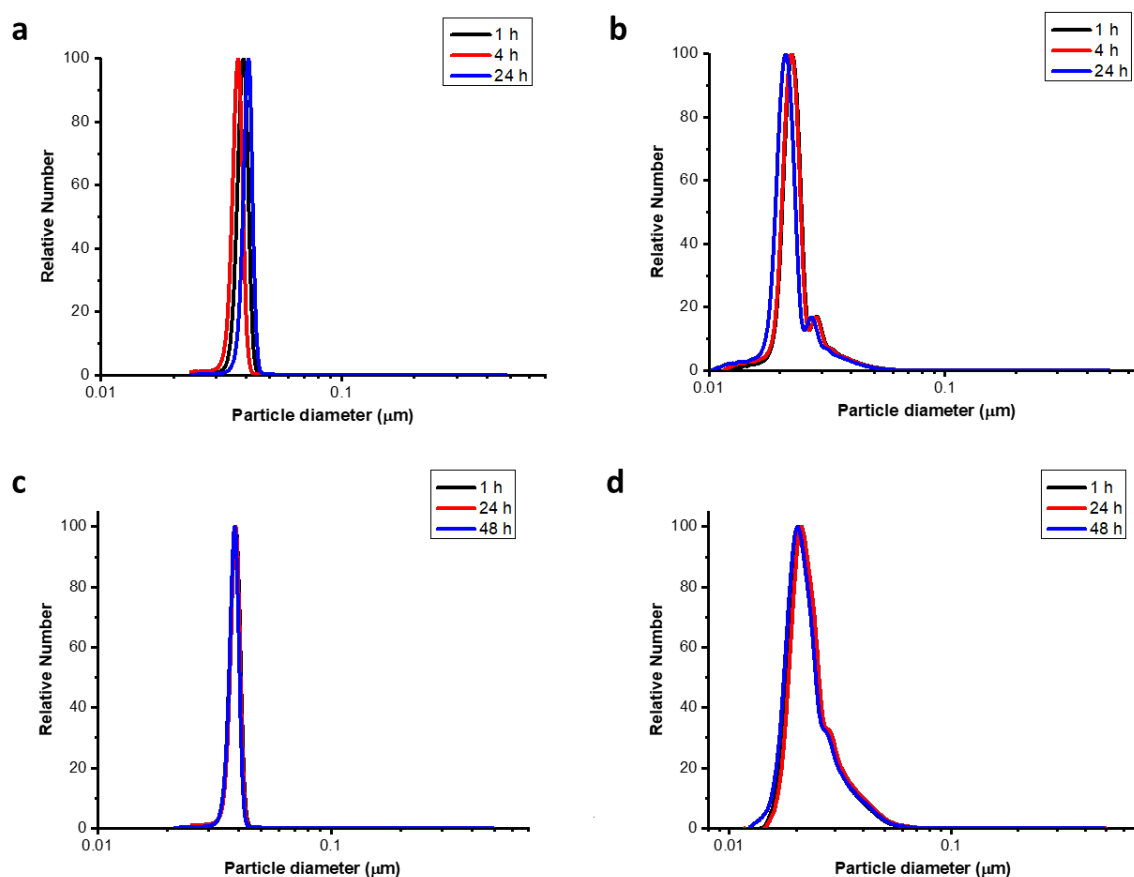 a
1 h
4 h
24 h
100
80
60
40
20
0
Relative Number
0.01
0.1
Particle diameter (μm)
b
1 h
4 h
24 h
100
80
60
40
20
0
Relative Number
0.01
0.1
Particle diameter (μm)
c
1 h
24 h
48 h
100
80
60
40
20
0
Relative Number
0.01
0.1
Particle diameter (μm)
d
1 h
24 h
48 h
100
80
60
40
20
0
Relative Number
0.01
0.1
Particle diameter (μm)